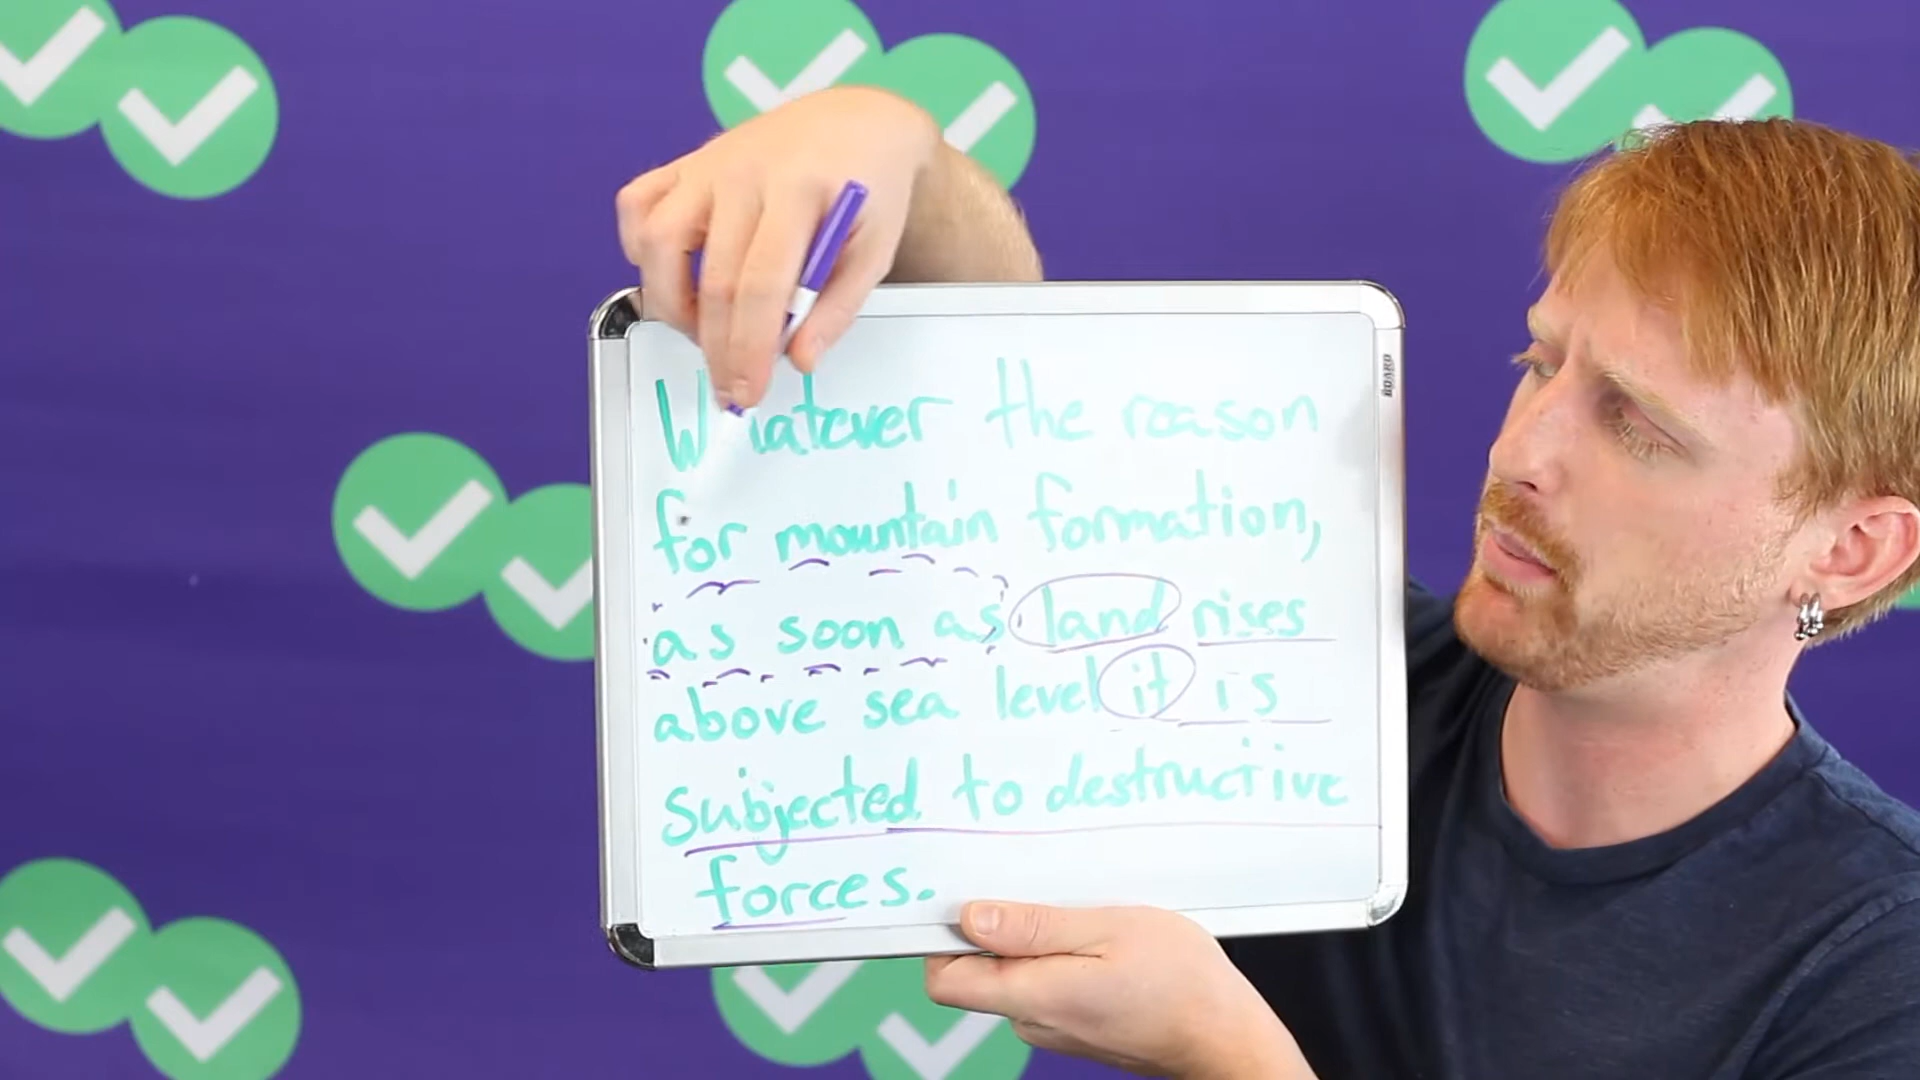 Whatever the reason
for mountain formation,
as soon as land rises
above sea level it is
subjected to destructive
forces.
BOARD